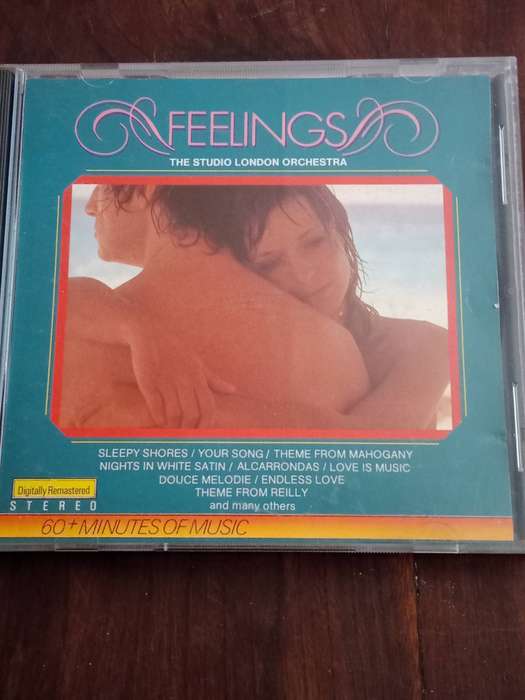 FEELINGS
THE STUDIO LONDON ORCHESTRA
SLEEPY SHORES / YOUR SONG / THEME FROM MAHOGANY
NIGHTS IN WHITE SATIN / ALCARRONDAS / LOVE IS MUSIC
DOUCE MELODIE / ENDLESS LOVE
THEME FROM REILLY
and many others
Digitally Remastered
STEREO
60+ MINUTES OF MUSIC